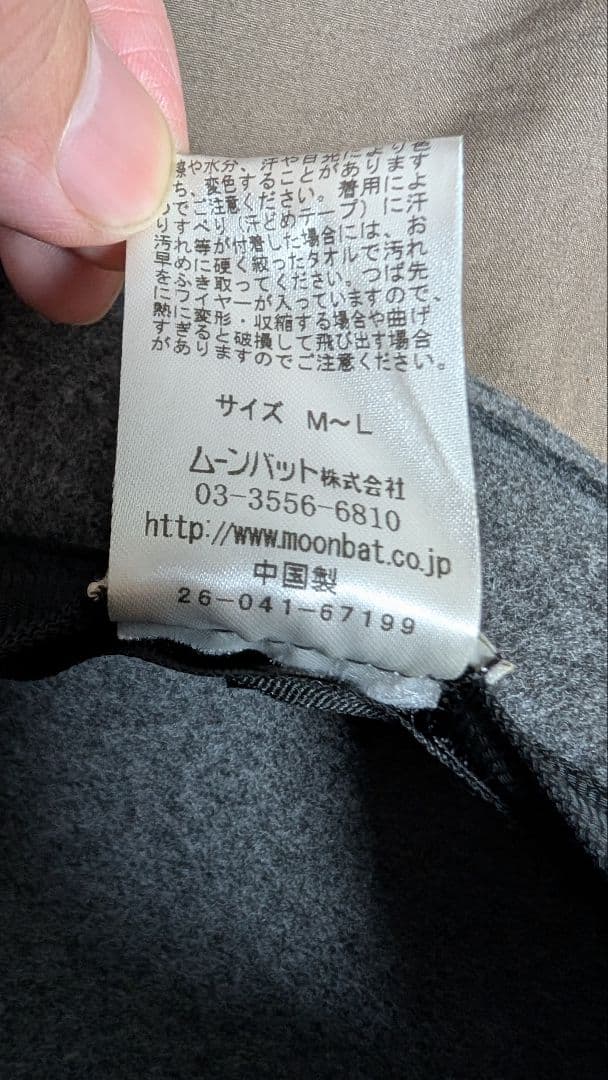 擦や水分、汗や日光により色
ち、変色することがあります
のでご注意ください。着用によ
りすべり（汗どめテープ）に汗
汚れ等が付着した場合には、お
早めに硬く絞ったタオルで汚れ
をふき取ってください。つば先
にワイヤーが入っていますので、
熱により変形・収縮する場合や曲げ
すぎると破損して飛び出す場合
がありますのでご注意ください。
サイズ M〜L
ムーンバット株式会社
03-3556-6810
http://www.moonbat.co.jp
中国製
26-041-67199